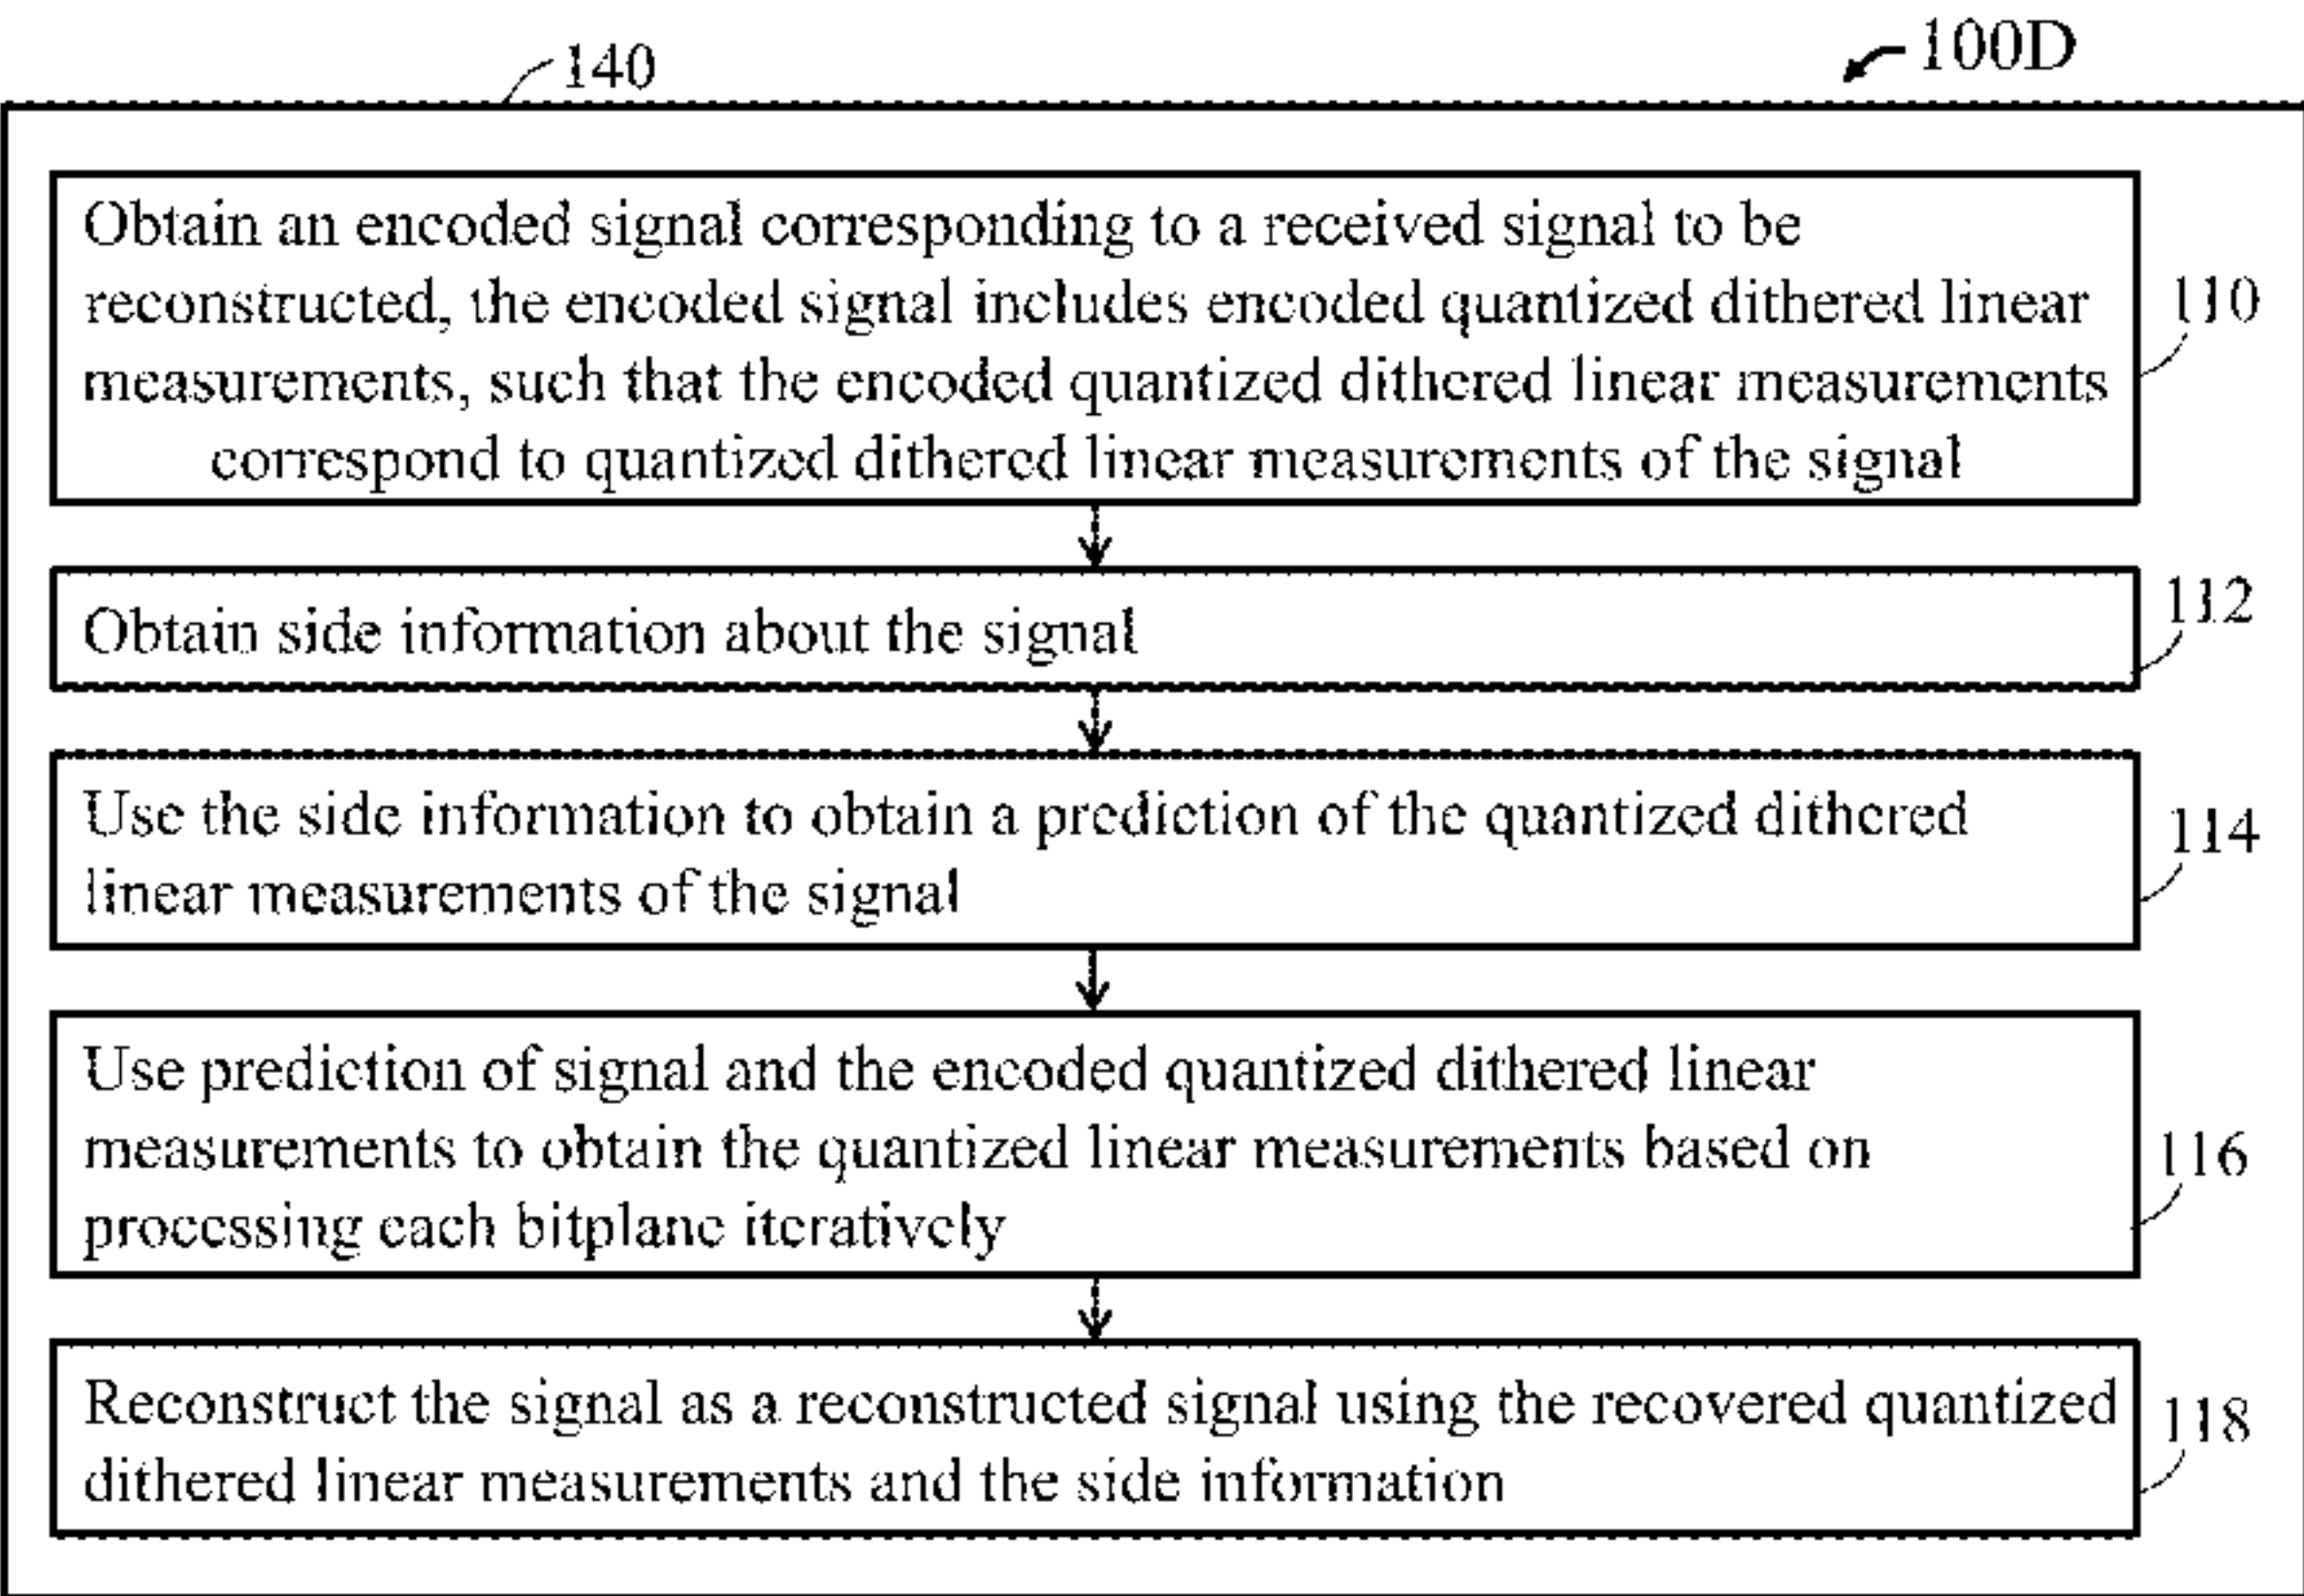 140
100D
Obtain an encoded signal corresponding to a received signal to be
reconstructed, the encoded signal includes encoded quantized dithered linear
measurements, such that the encoded quantized dithered linear measurements
correspond to quantized dithered linear measurements of the signal
110
Obtain side information about the signal
112
Use the side information to obtain a prediction of the quantized dithered
linear measurements of the signal
114
Use prediction of signal and the encoded quantized dithered linear
measurements to obtain the quantized linear measurements based on
processing each bitplane iteratively
116
Reconstruct the signal as a reconstructed signal using the recovered quantized
dithered linear measurements and the side information
118